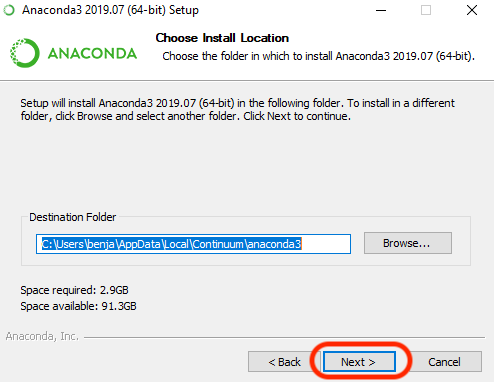 Anaconda3 2019.07 (64-bit) Setup
ANACONDA
Choose Install Location
Choose the folder in which to install Anaconda3 2019.07 (64-bit).
Setup will install Anaconda3 2019.07 (64-bit) in the following folder. To install in a different
folder, click Browse and select another folder. Click Next to continue.
Destination Folder
C:\Users\benja\AppData\Local\Continuum\anaconda3
Browse...
Space required: 2.9GB
Space available: 91.3GB
Anaconda, Inc.
< Back
Next >
Cancel